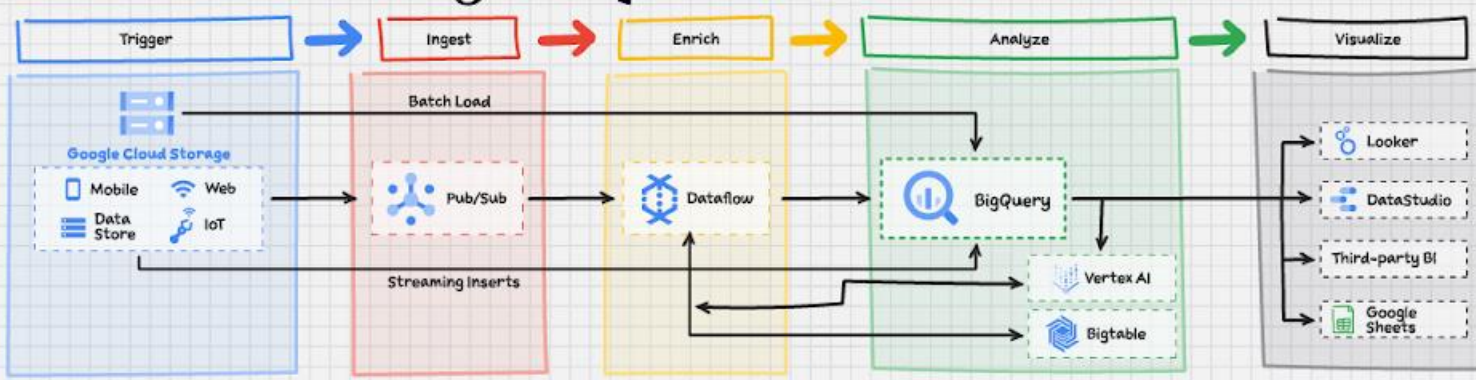 Trigger
Ingest
Enrich
Analyze
Visualize
Batch Load
Google Cloud Storage
Mobile
Web
Data
Store
IoT
Pub/Sub
Dataflow
BigQuery
Streaming Inserts
Vertex AI
Bigtable
Looker
DataStudio
Third-party BI
Google
Sheets